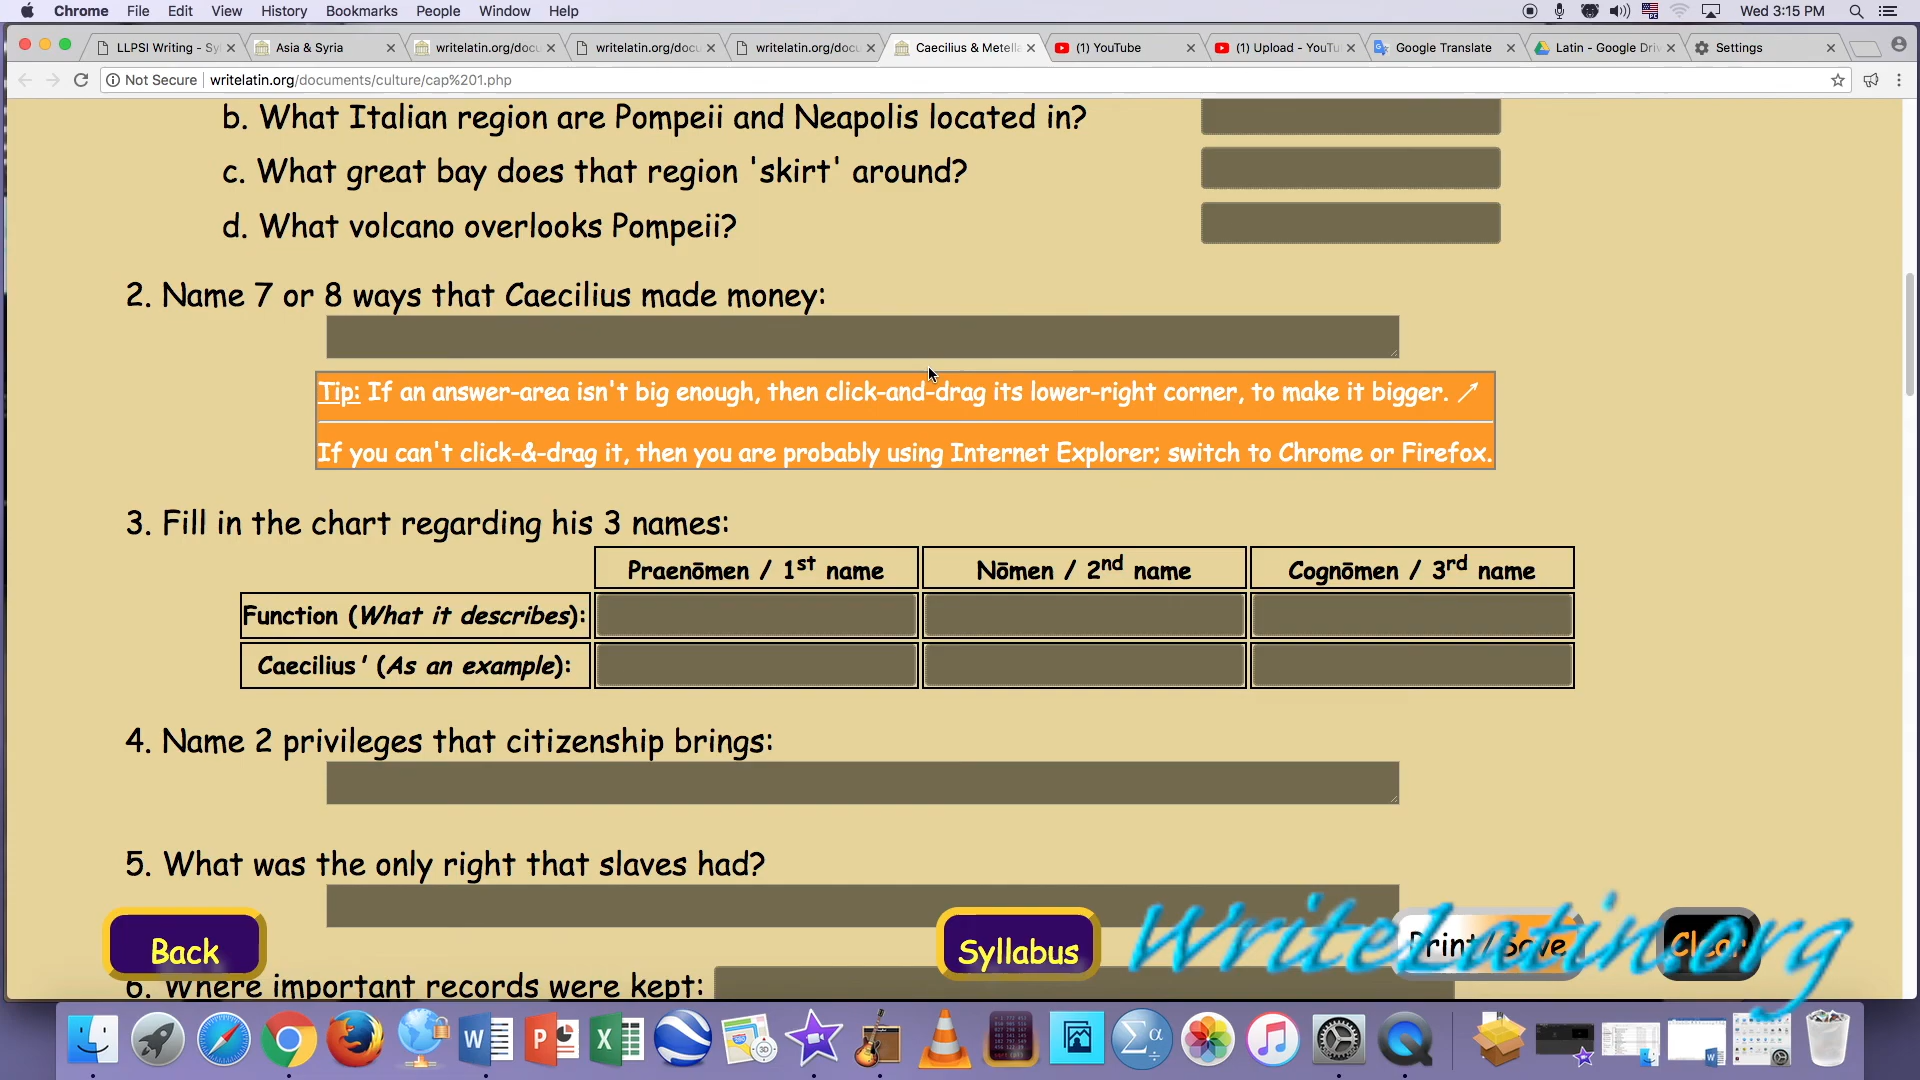 Chrome File Edit View History Bookmarks People Window Help Wed 3:15 PM
LLPSI Writing - Sy Asia & Syria writelatin.org/docu writelatin.org/docu writelatin.org/docu Caecilius & Metella (1) YouTube (1) Upload - YouTu Google Translate Latin - Google Driv Settings
Not Secure writelatin.org/documents/culture/cap%201.php
b. What Italian region are Pompeii and Neapolis located in?
c. What great bay does that region 'skirt' around?
d. What volcano overlooks Pompeii?
2. Name 7 or 8 ways that Caecilius made money:
Tip: If an answer-area isn't big enough, then click-and-drag its lower-right corner, to make it bigger. ↗
If you can't click-&-drag it, then you are probably using Internet Explorer; switch to Chrome or Firefox.
3. Fill in the chart regarding his 3 names:
Praenōmen / 1st name Nōmen / 2nd name Cognōmen / 3rd name
Function (What it describes):
Caecilius' (As an example):
4. Name 2 privileges that citizenship brings:
5. What was the only right that slaves had?
Back Syllabus Print/Save Clear
WriteLatin.org
6. Where important records were kept: